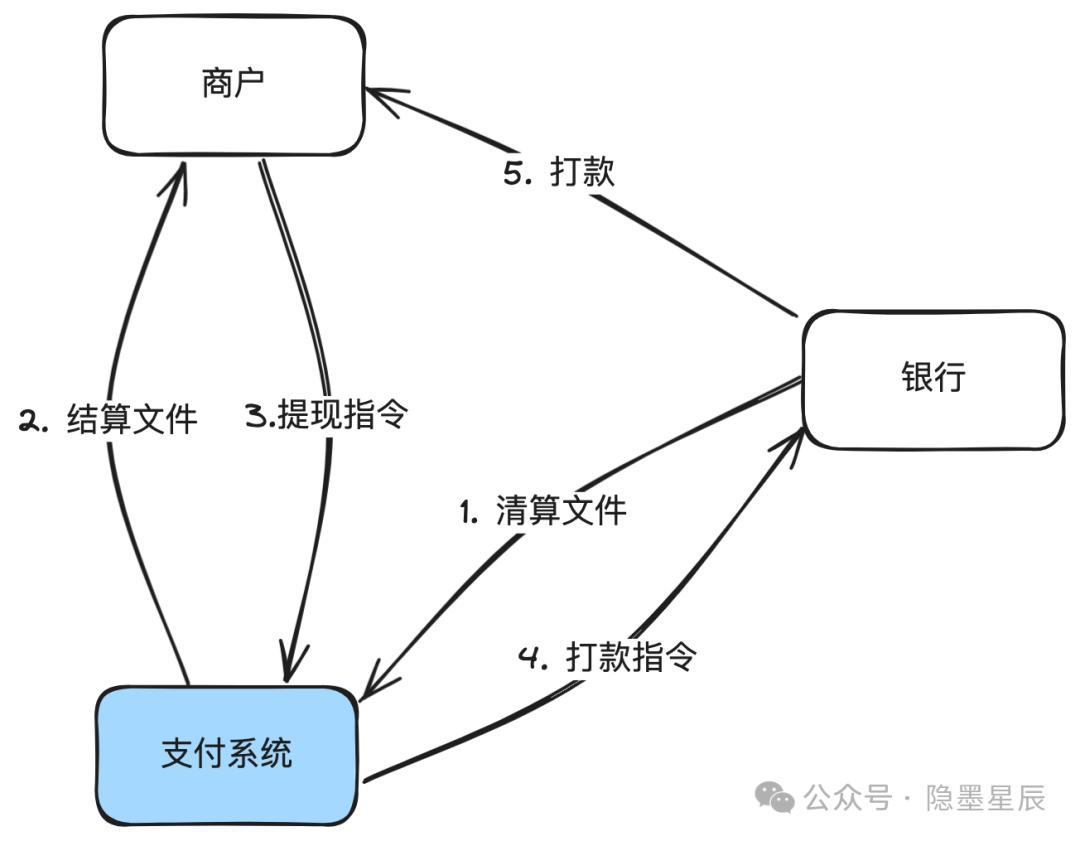 商户
5. 打款
银行
2. 结算文件
3.提现指令
1. 清算文件
4. 打款指令
支付系统
公众号 · 隐墨星辰